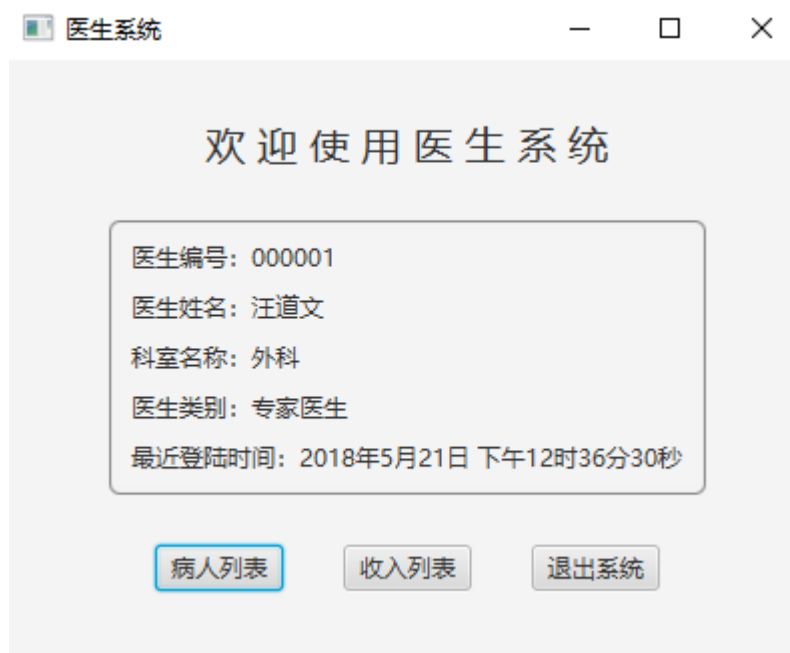 医生系统
欢迎使用医生系统
医生编号：000001
医生姓名：汪道文
科室名称：外科
医生类别：专家医生
最近登陆时间：2018年5月21日 下午12时36分30秒
病人列表 收入列表 退出系统